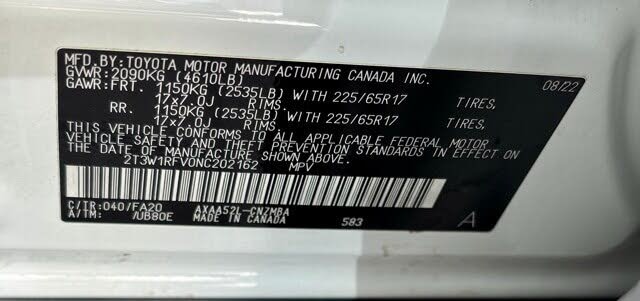 MFD.BY:TOYOTA MOTOR MANUFACTURING CANADA INC.
GVWR:2090KG (4610LB) 08/22
GAWR:FRT. 1150KG (2535LB) WITH 225/65R17 TIRES,
17x7.0J RIMS
RR. 1150KG (2535LB) WITH 225/65R17 TIRES,
17x7.0J RIMS
THIS VEHICLE CONFORMS TO ALL APPLICABLE FEDERAL MOTOR
VEHICLE SAFETY AND THEFT PREVENTION STANDARDS IN EFFECT ON
THE DATE OF MANUFACTURE SHOWN ABOVE.
2T3W1RFV0NC202162 MPV
C/TR:040/FA20 AXAA52L-CNZMBA
A/TM: /UB80E MADE IN CANADA 583 A